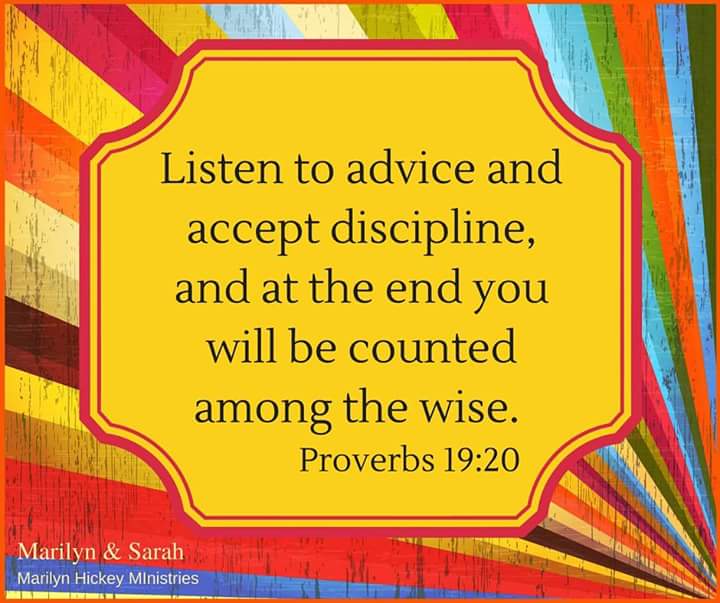 Listen to advice and
accept discipline,
and at the end you
will be counted
among the wise.
Proverbs 19:20
Marilyn & Sarah
Marilyn Hickey MInistries